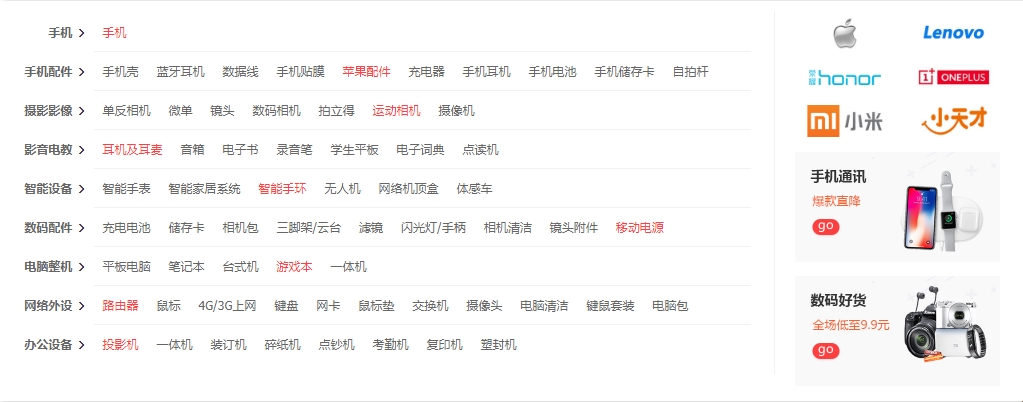 手机 手机
手机配件 手机壳 蓝牙耳机 数据线 手机贴膜 苹果配件 充电器 手机耳机 手机电池 手机储存卡 自拍杆
摄影影像 单反相机 微单 镜头 数码相机 拍立得 运动相机 摄像机
影音电教 耳机及耳麦 音箱 电子书 录音笔 学生平板 电子词典 点读机
智能设备 智能手表 智能家居系统 智能手环 无人机 网络机顶盒 体感车
数码配件 充电电池 储存卡 相机包 三脚架/云台 滤镜 闪光灯/手柄 相机清洁 镜头附件 移动电源
电脑整机 平板电脑 笔记本 台式机 游戏本 一体机
网络外设 路由器 鼠标 4G/3G上网 键盘 网卡 鼠标垫 交换机 摄像头 电脑清洁 键鼠套装 电脑包
办公设备 投影机 一体机 装订机 碎纸机 点钞机 考勤机 复印机 塑封机
Lenovo
荣耀 honor 1+ ONEPLUS
mi 小米 小天才
手机通讯
爆款直降
go
数码好货
全场低至9.9元
go